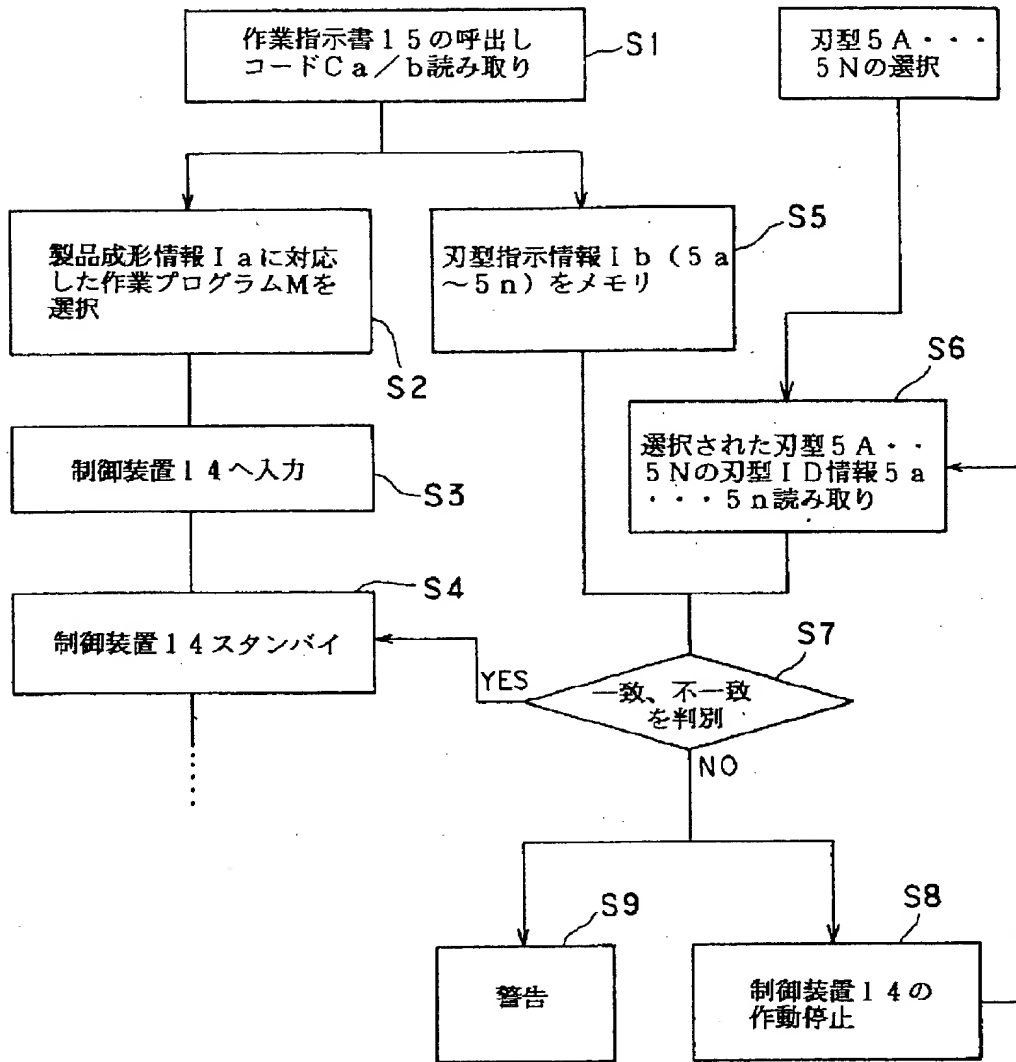 作業指示書１５の呼出し
コードＣａ／ｂ読み取り
S1
刃型５Ａ・・・
５Ｎの選択
製品成形情報Ｉａに対応
した作業プログラムＭを
選択
S2
刃型指示情報Ｉｂ（５ａ
～５ｎ）をメモリ
S5
S6
選択された刃型５Ａ・・
５Ｎの刃型ＩＤ情報５ａ
・・・５ｎ読み取り
制御装置１４へ入力
S3
S4
制御装置１４スタンバイ
S7
YES
一致、不一致
を判別
NO
S9
警告
S8
制御装置１４の
作動停止